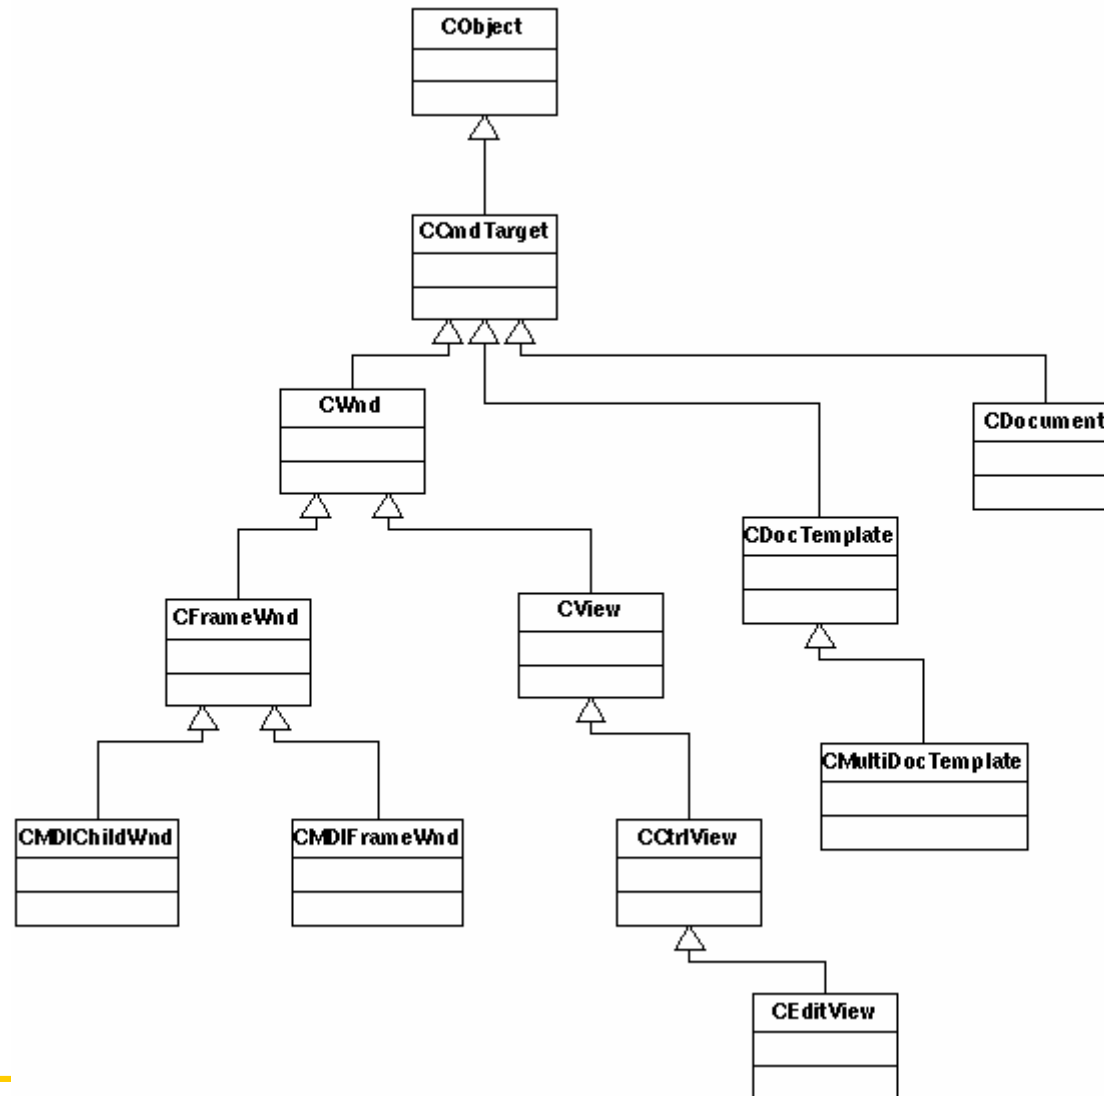 CObject
CCmdTarget
CWnd
CDocument
CDocTemplate
CFrameWnd
CView
CMultiDocTemplate
CMDIChildWnd
CMDIFrameWnd
CCtrlView
CEditView